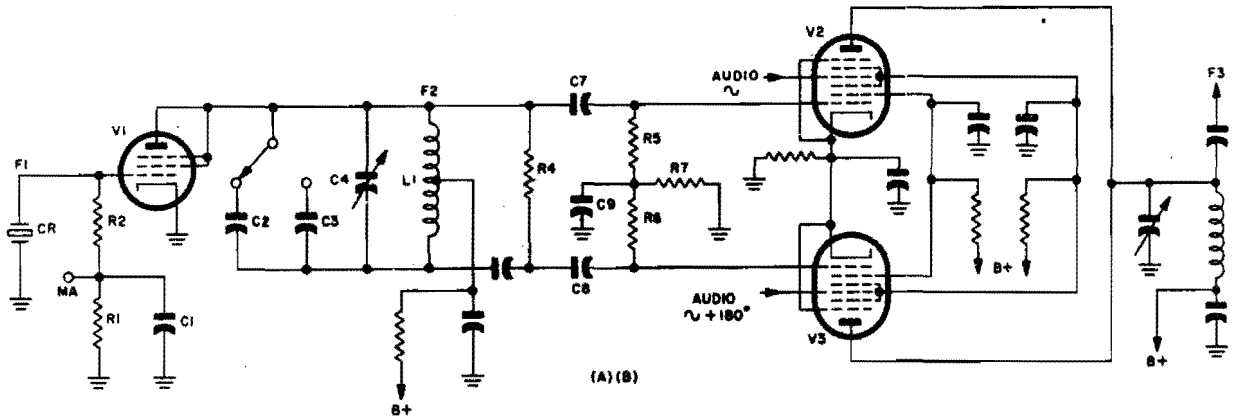 F1
CR
V1
R2
MA
R1
C1
C2
C3
C4
F2
L1
B+
R4
C7
C8
C9
R5
R6
R7
AUDIO
∿
V2
AUDIO
∿ +180°
V3
B+
F3
B+
(A)(B)